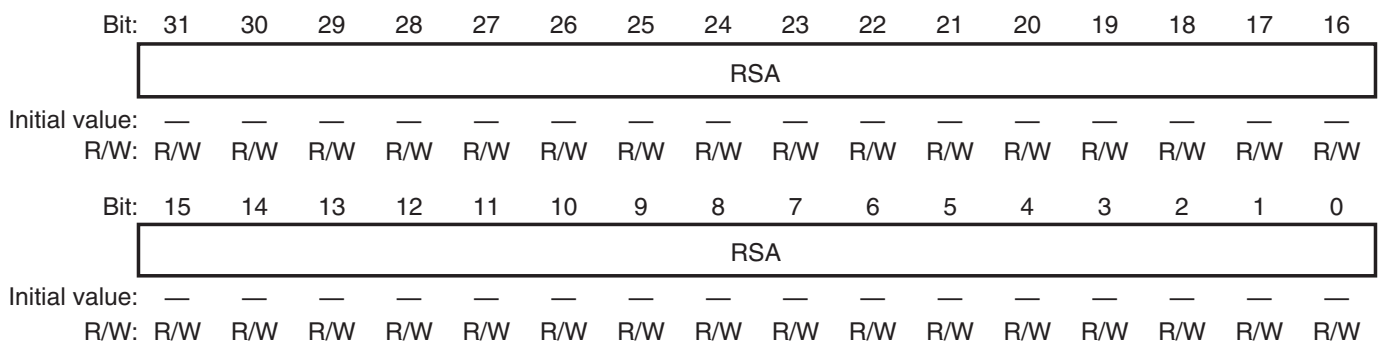 Bit: 31 30 29 28 27 26 25 24 23 22 21 20 19 18 17 16
RSA
Initial value: — — — — — — — — — — — — — — — —
R/W: R/W R/W R/W R/W R/W R/W R/W R/W R/W R/W R/W R/W R/W R/W R/W R/W
Bit: 15 14 13 12 11 10 9 8 7 6 5 4 3 2 1 0
RSA
Initial value: — — — — — — — — — — — — — — — —
R/W: R/W R/W R/W R/W R/W R/W R/W R/W R/W R/W R/W R/W R/W R/W R/W R/W